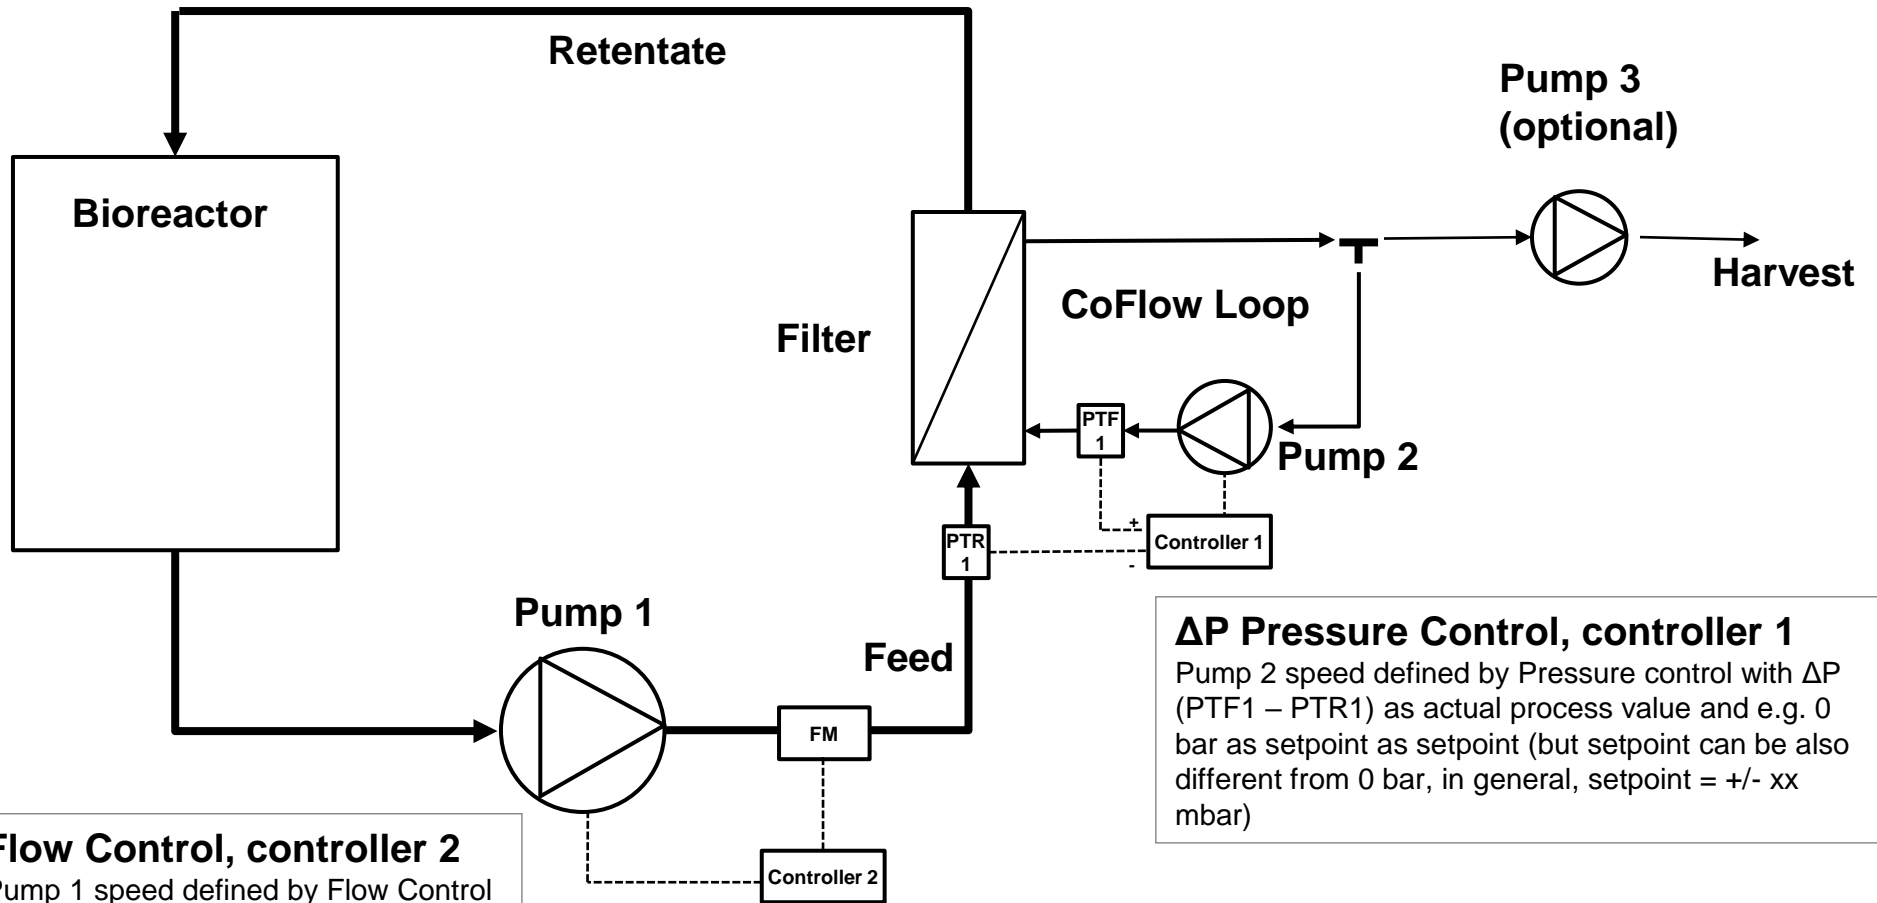 Retentate
Pump 3
(optional)
Bioreactor
Harvest
CoFlow Loop
Filter
PTF
1
Pump 2
+
Controller 1
-
PTR
1
Pump 1
Feed
FM
ΔP Pressure Control, controller 1
Pump 2 speed defined by Pressure control with ΔP
(PTF1 – PTR1) as actual process value and e.g. 0
bar as setpoint as setpoint (but setpoint can be also
different from 0 bar, in general, setpoint = +/- xx
mbar)
Flow Control, controller 2
Pump 1 speed defined by Flow Control
Controller 2